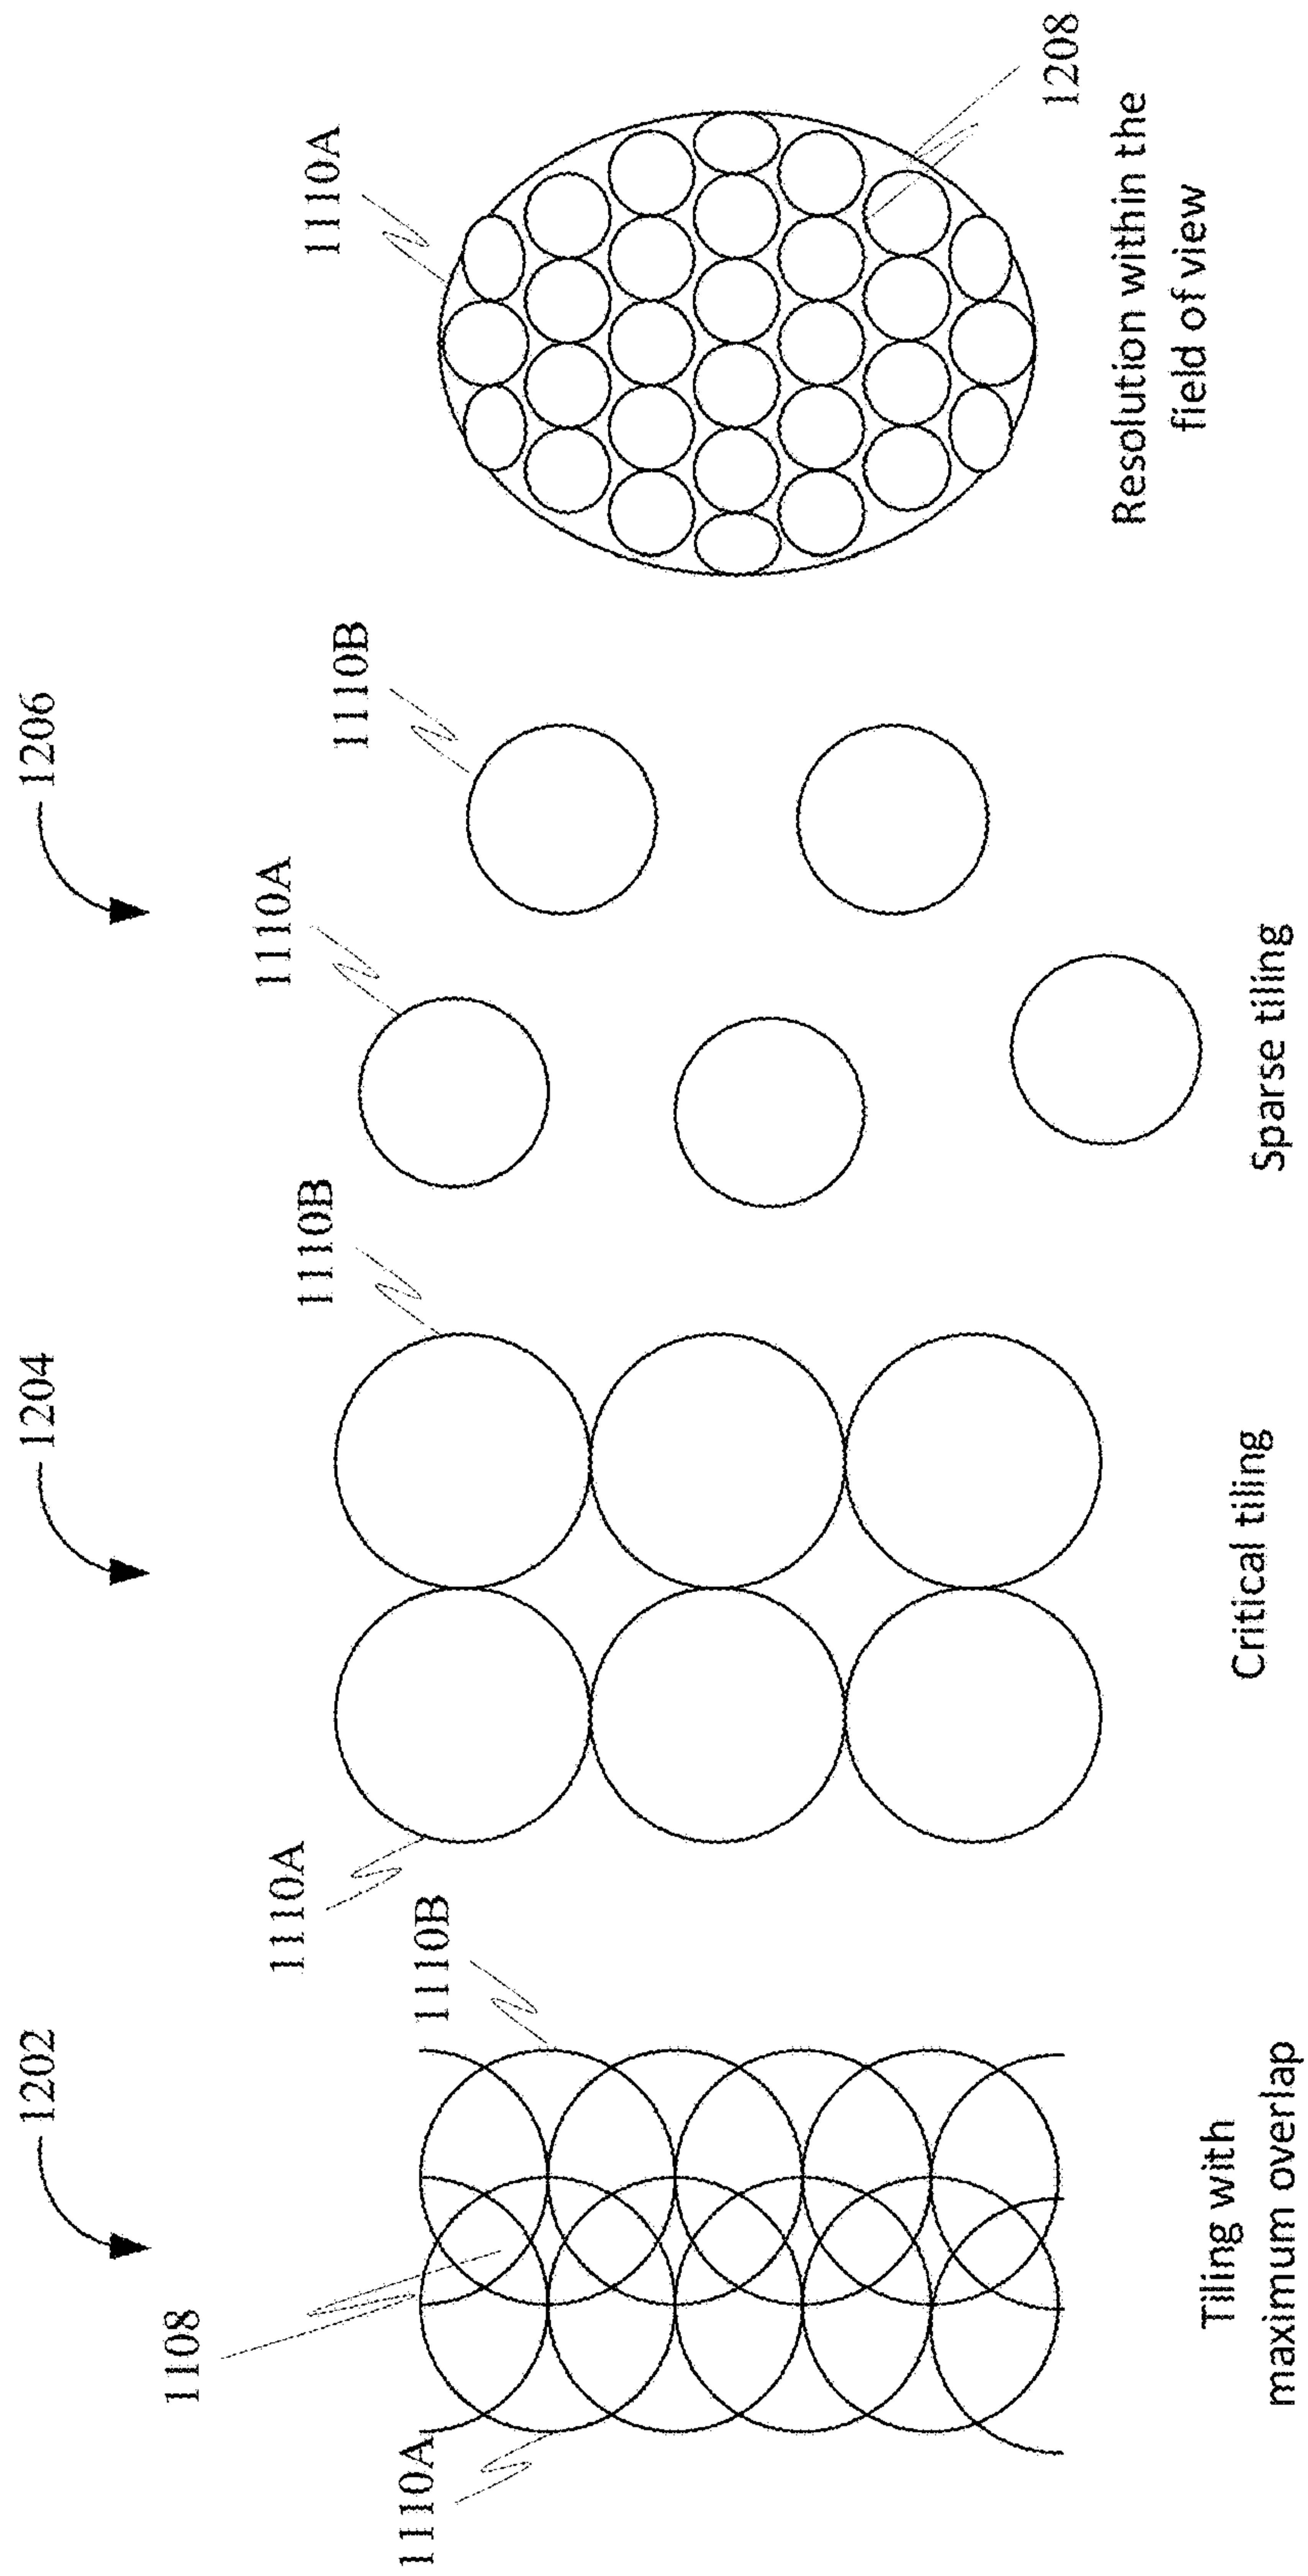 1202
1204
1206
1108
1110A
1110B
1110A
1110B
1110A
1110B
1110A
1208
Tiling with
maximum overlap
Critical tiling
Sparse tiling
Resolution within the
field of view